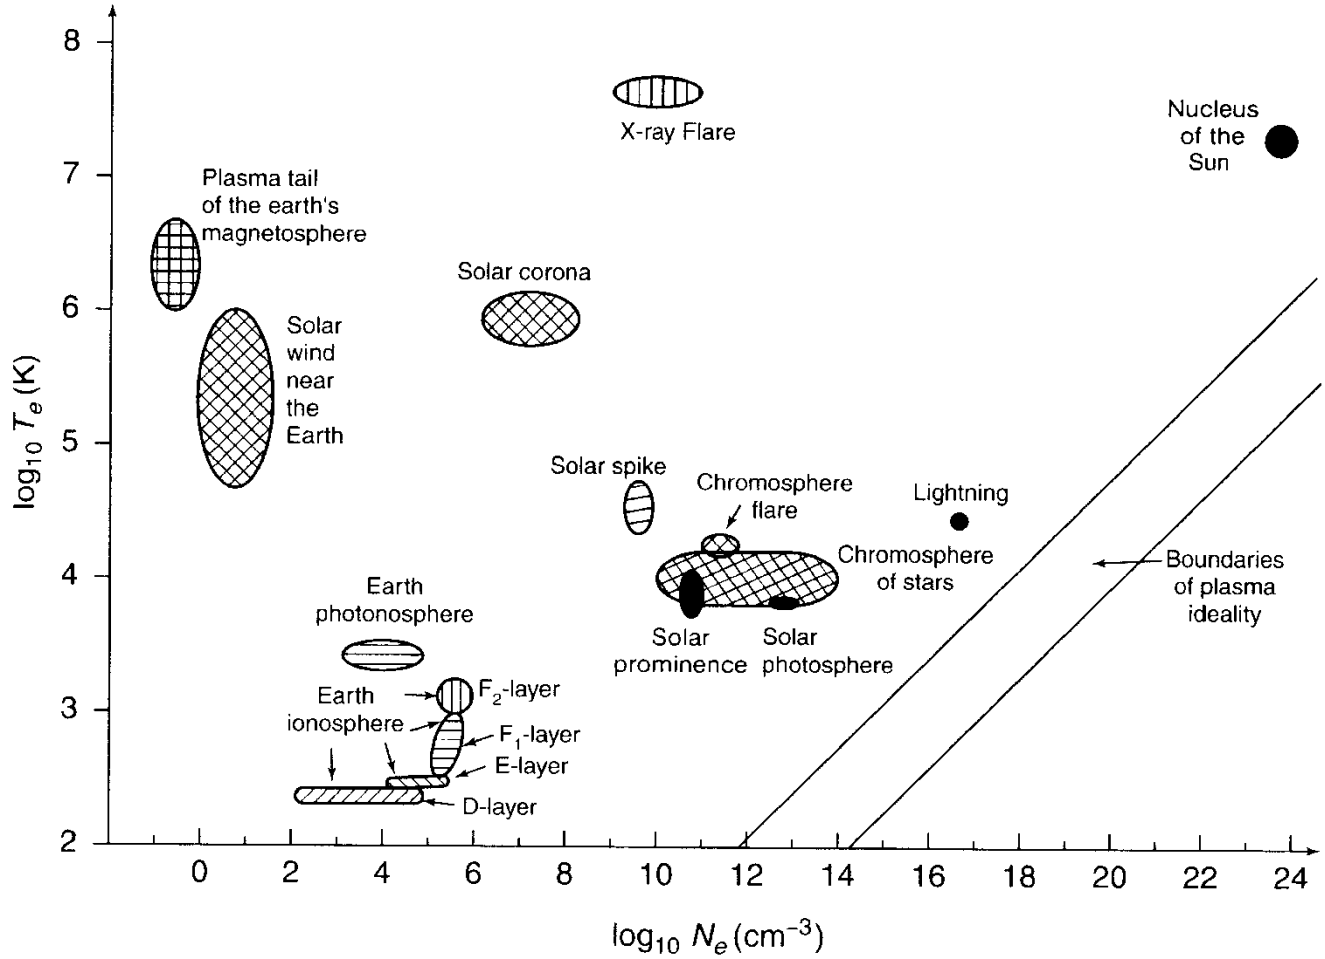 8
7
6
5
4
3
2
log₁₀ Tₑ (K)
X-ray Flare
Nucleus
of the
Sun
Plasma tail
of the earth's
magnetosphere
Solar corona
Solar
wind
near
the
Earth
Solar spike
Chromosphere
flare
Lightning
Chromosphere
of stars
Boundaries
of plasma
ideality
Earth
photonosphere
Solar
prominence
Solar
photosphere
Earth
ionosphere
F₂-layer
F₁-layer
E-layer
D-layer
0 2 4 6 8 10 12 14 16 18 20 22 24
log₁₀ Nₑ (cm⁻³)